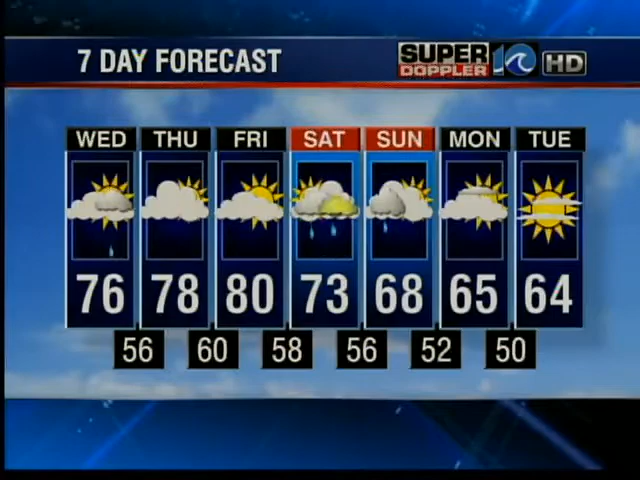 7 DAY FORECAST
SUPER DOPPLER 10 HD
WED THU FRI SAT SUN MON TUE
76 78 80 73 68 65 64
56 60 58 56 52 50